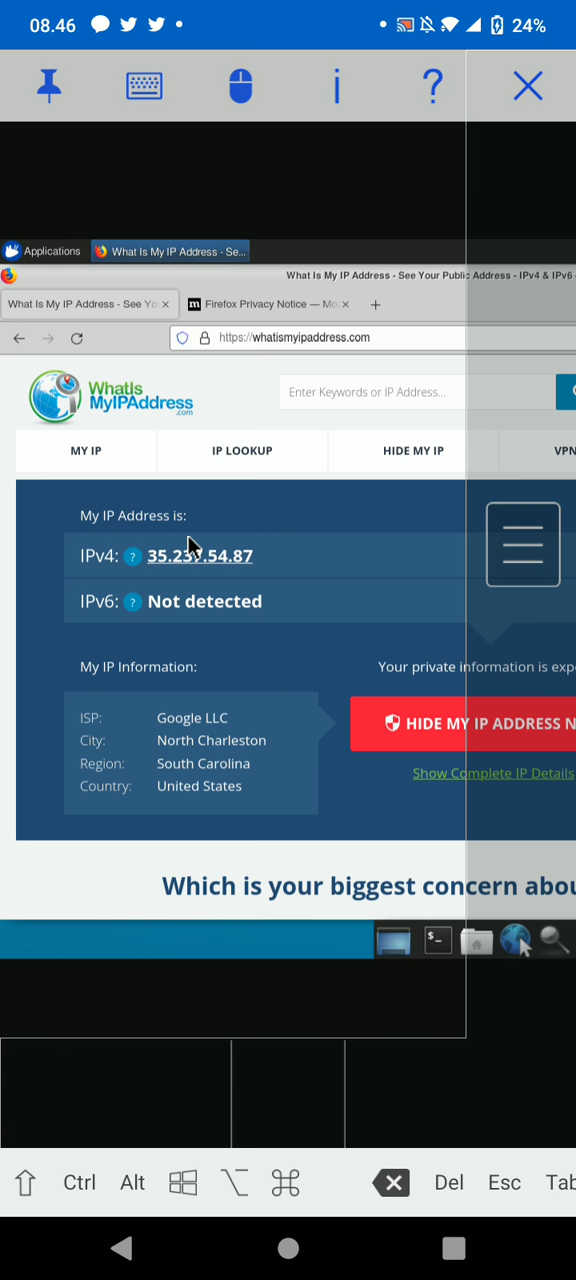 08.46
24%
i ?
Applications
What Is My IP Address - Se...
What Is My IP Address - See Your Public Address - IPv4 & IPv6
What Is My IP Address - See Yo
Firefox Privacy Notice — Mo
https://whatismyipaddress.com
WhatIs
MyIPAddress
.com
Enter Keywords or IP Address...
MY IP
IP LOOKUP
HIDE MY IP
VPN
My IP Address is:
IPv4: ? 35.237.54.87
IPv6: ? Not detected
My IP Information:
Your private information is exp
ISP: Google LLC
City: North Charleston
Region: South Carolina
Country: United States
HIDE MY IP ADDRESS N
Show Complete IP Details
Which is your biggest concern abou
Ctrl Alt Del Esc Tab